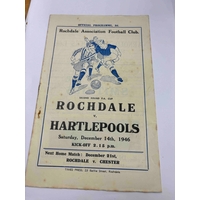 OFFICIAL PROGRAMME, 2d.
Rochdale Association Football Club.
ROCHDALE
v.
HARTLEPOOLS
Saturday, December 14th, 1946
KICK-OFF 2.15 p.m.
Next Home Match: December 21st.
ROCHDALE v. CHESTER